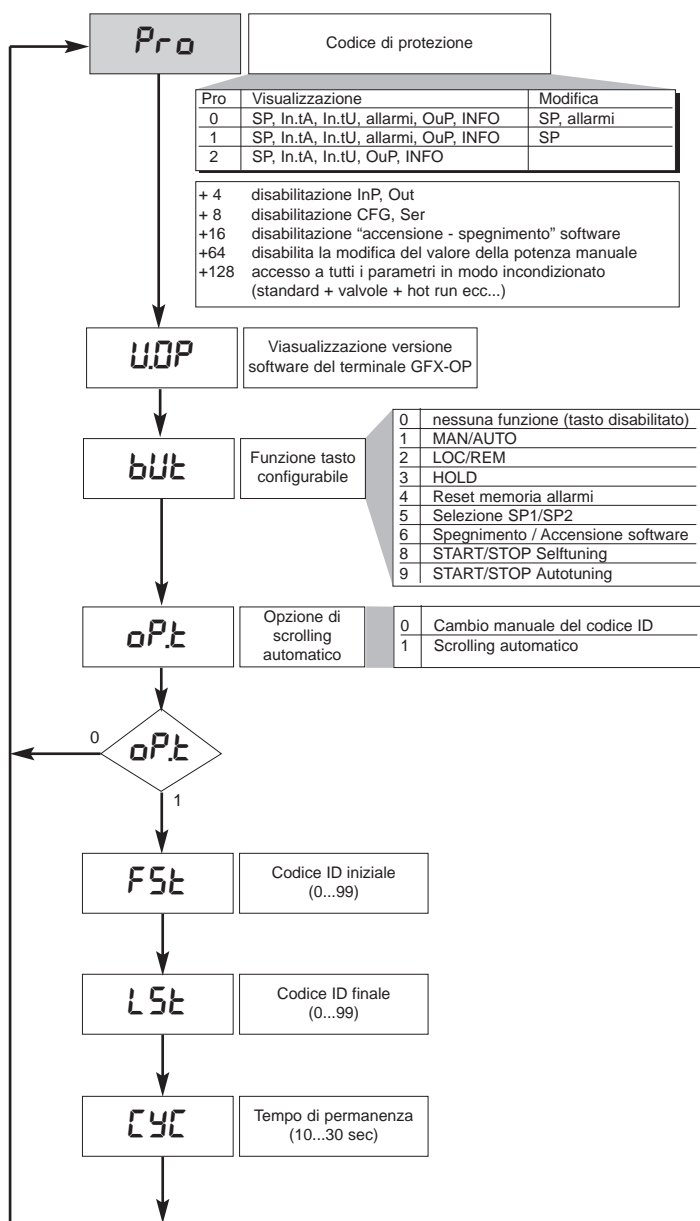 Pro
Codice di protezione
Pro Visualizzazione Modifica
0 SP, In.tA, In.tU, allarmi, OuP, INFO SP, allarmi
1 SP, In.tA, In.tU, allarmi, OuP, INFO SP
2 SP, In.tA, In.tU, OuP, INFO
+ 4 disabilitazione InP, Out
+ 8 disabilitazione CFG, Ser
+16 disabilitazione “accensione - spegnimento” software
+64 disabilita la modifica del valore della potenza manuale
+128 accesso a tutti i parametri in modo incondizionato
(standard + valvole + hot run ecc...)
U.OP
Viasualizzazione versione
software del terminale GFX-OP
bUt
Funzione tasto
configurabile
0 nessuna funzione (tasto disabilitato)
1 MAN/AUTO
2 LOC/REM
3 HOLD
4 Reset memoria allarmi
5 Selezione SP1/SP2
6 Spegnimento / Accensione software
8 START/STOP Selftuning
9 START/STOP Autotuning
oP.t
Opzione di
scrolling
automatico
0 Cambio manuale del codice ID
1 Scrolling automatico
0
oP.t
1
FSt
Codice ID iniziale
(0...99)
LSt
Codice ID finale
(0...99)
CYC
Tempo di permanenza
(10...30 sec)